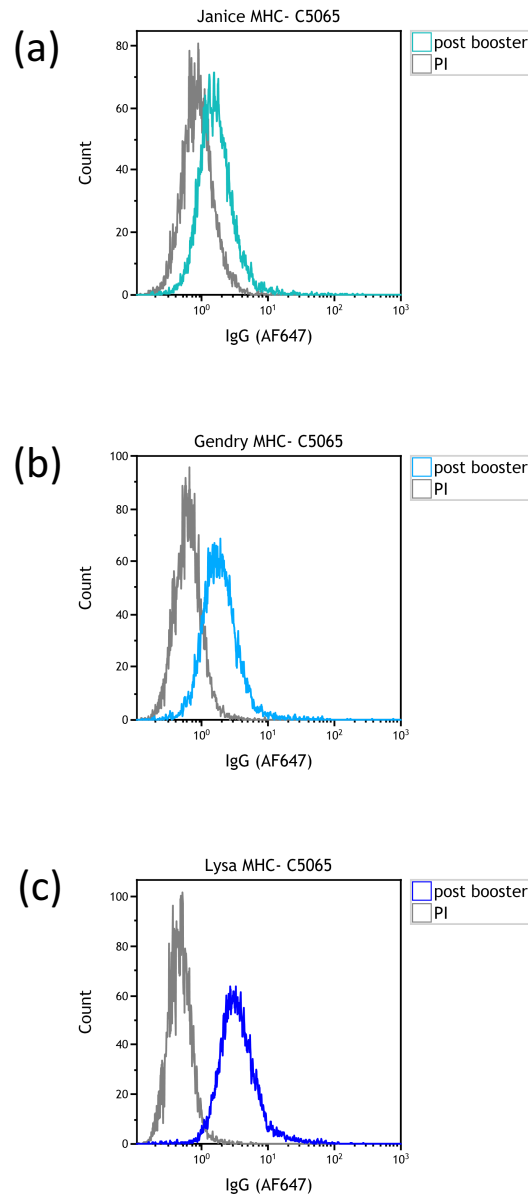 (a)
Janice MHC- C5065
post booster
PI
Count
80
60
40
20
0
10⁰ 10¹ 10² 10³
IgG (AF647)
(b)
Gendry MHC- C5065
post booster
PI
Count
100
80
60
40
20
0
10⁰ 10¹ 10² 10³
IgG (AF647)
(c)
Lysa MHC- C5065
post booster
PI
Count
100
80
60
40
20
0
10⁰ 10¹ 10² 10³
IgG (AF647)